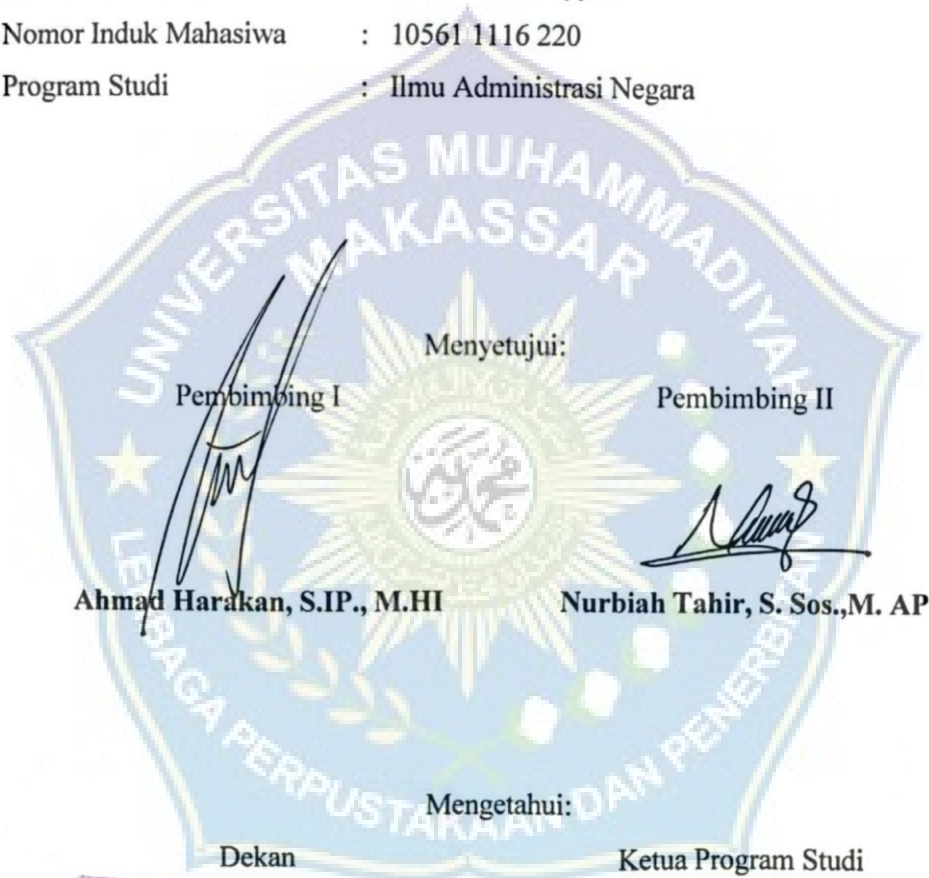 Nomor Induk Mahasiwa : 10561 1116 220
Program Studi : Ilmu Administrasi Negara
UNIVERSITAS MUHAMMADIYAH
MAKASSAR
Menyetujui:
Pembimbing I Pembimbing II
Ahmad Harakan, S.IP., M.HI Nurbiah Tahir, S. Sos.,M. AP
LEMBAGA PERPUSTAKAAN DAN PENERBITAN
Mengetahui:
Dekan Ketua Program Studi